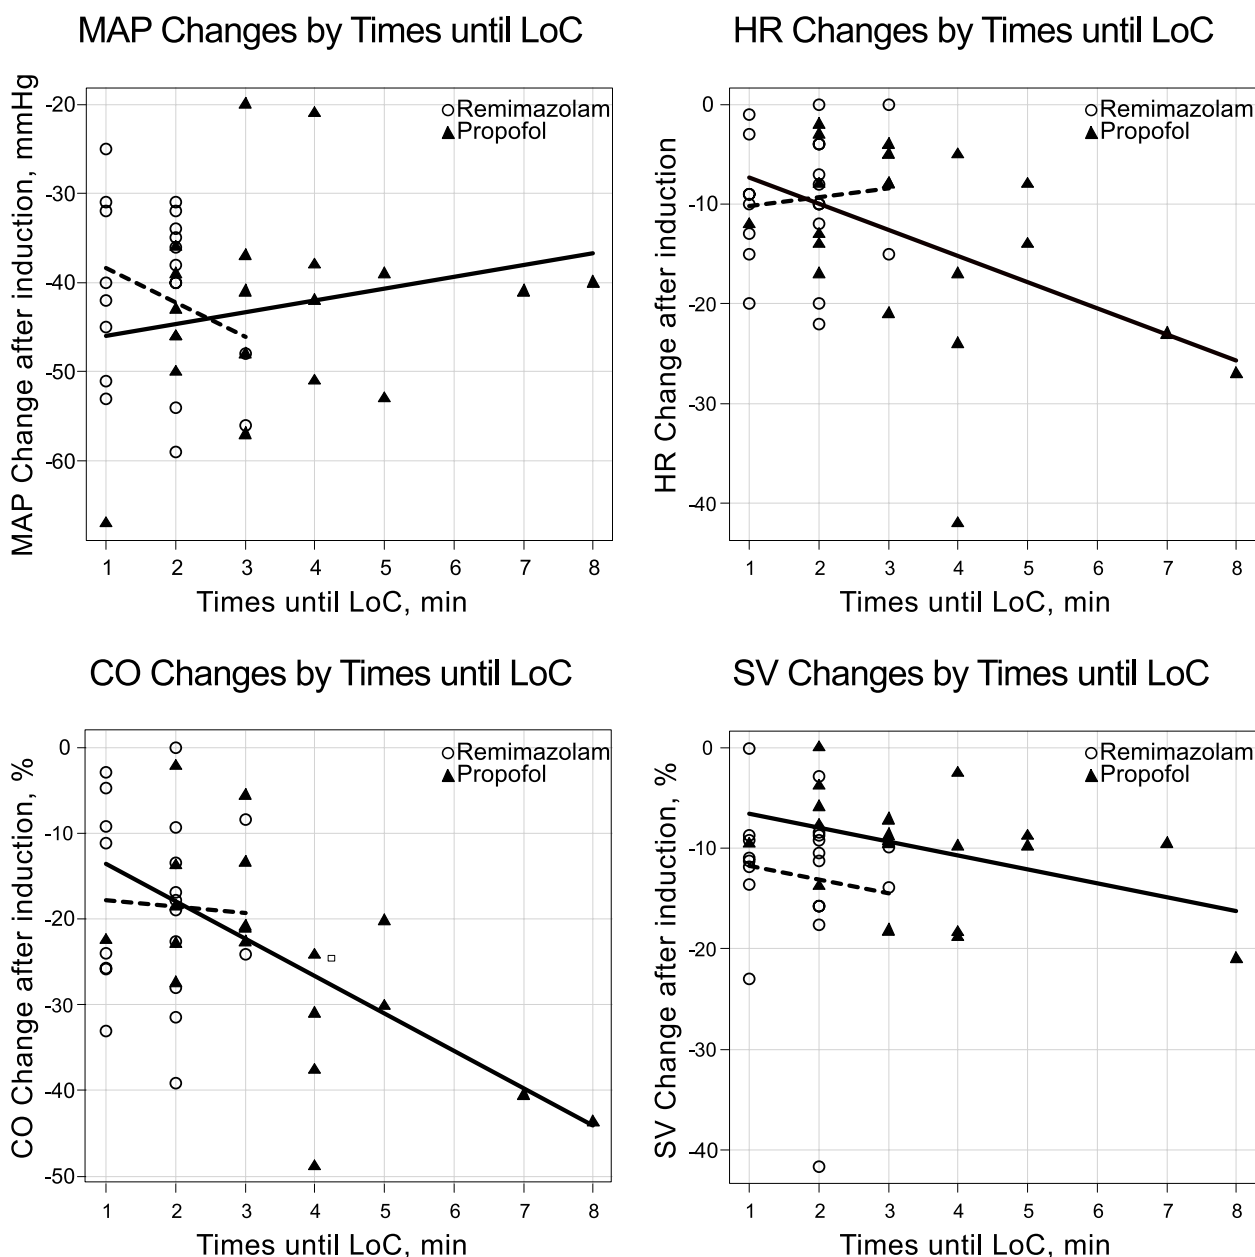 MAP Changes by Times until LoC
MAP Change after induction, mmHg
-20
-30
-40
-50
-60
Remimazolam
Propofol
1 2 3 4 5 6 7 8
Times until LoC, min
HR Changes by Times until LoC
HR Change after induction
0
-10
-20
-30
-40
Remimazolam
Propofol
1 2 3 4 5 6 7 8
Times until LoC, min
CO Changes by Times until LoC
CO Change after induction, %
0
-10
-20
-30
-40
-50
Remimazolam
Propofol
1 2 3 4 5 6 7 8
Times until LoC, min
SV Changes by Times until LoC
SV Change after induction, %
0
-10
-20
-30
-40
Remimazolam
Propofol
1 2 3 4 5 6 7 8
Times until LoC, min